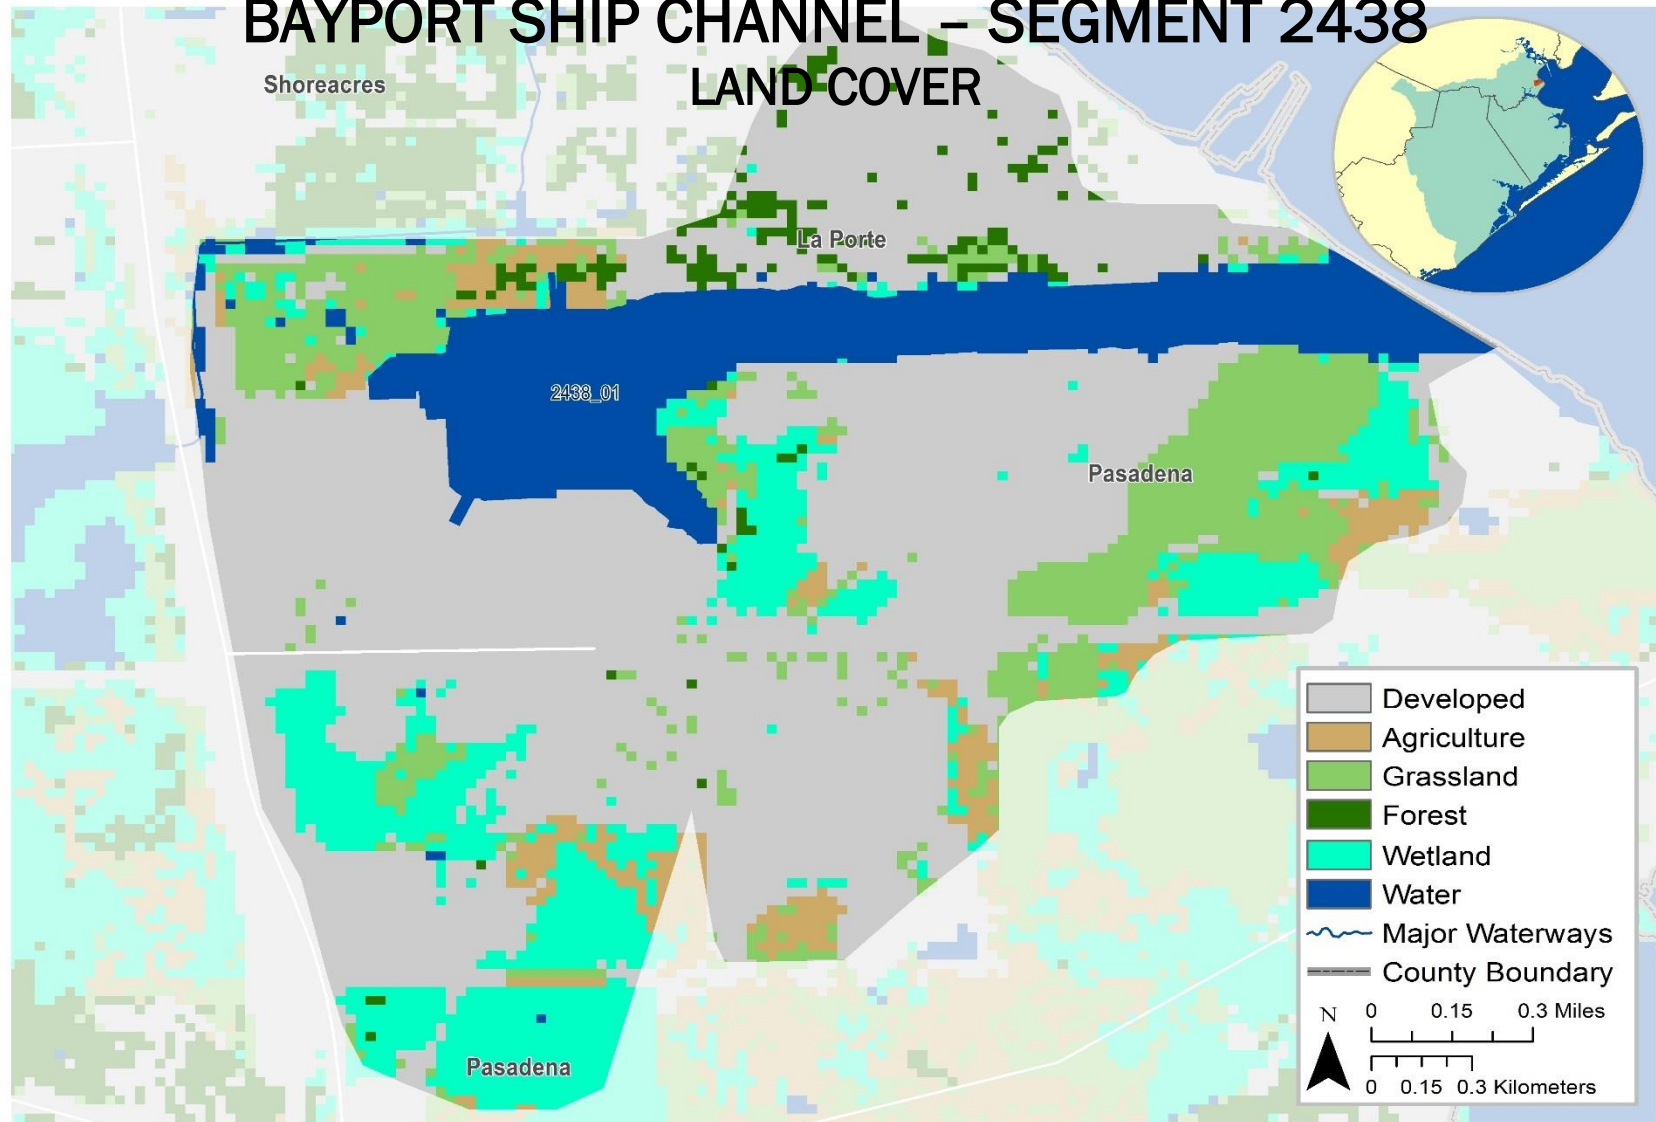 BAYPORT SHIP CHANNEL – SEGMENT 2438
LAND COVER
Shoreacres
La Porte
2438_01
Pasadena
Pasadena
Developed
Agriculture
Grassland
Forest
Wetland
Water
Major Waterways
County Boundary
N
0 0.15 0.3 Miles
0 0.15 0.3 Kilometers